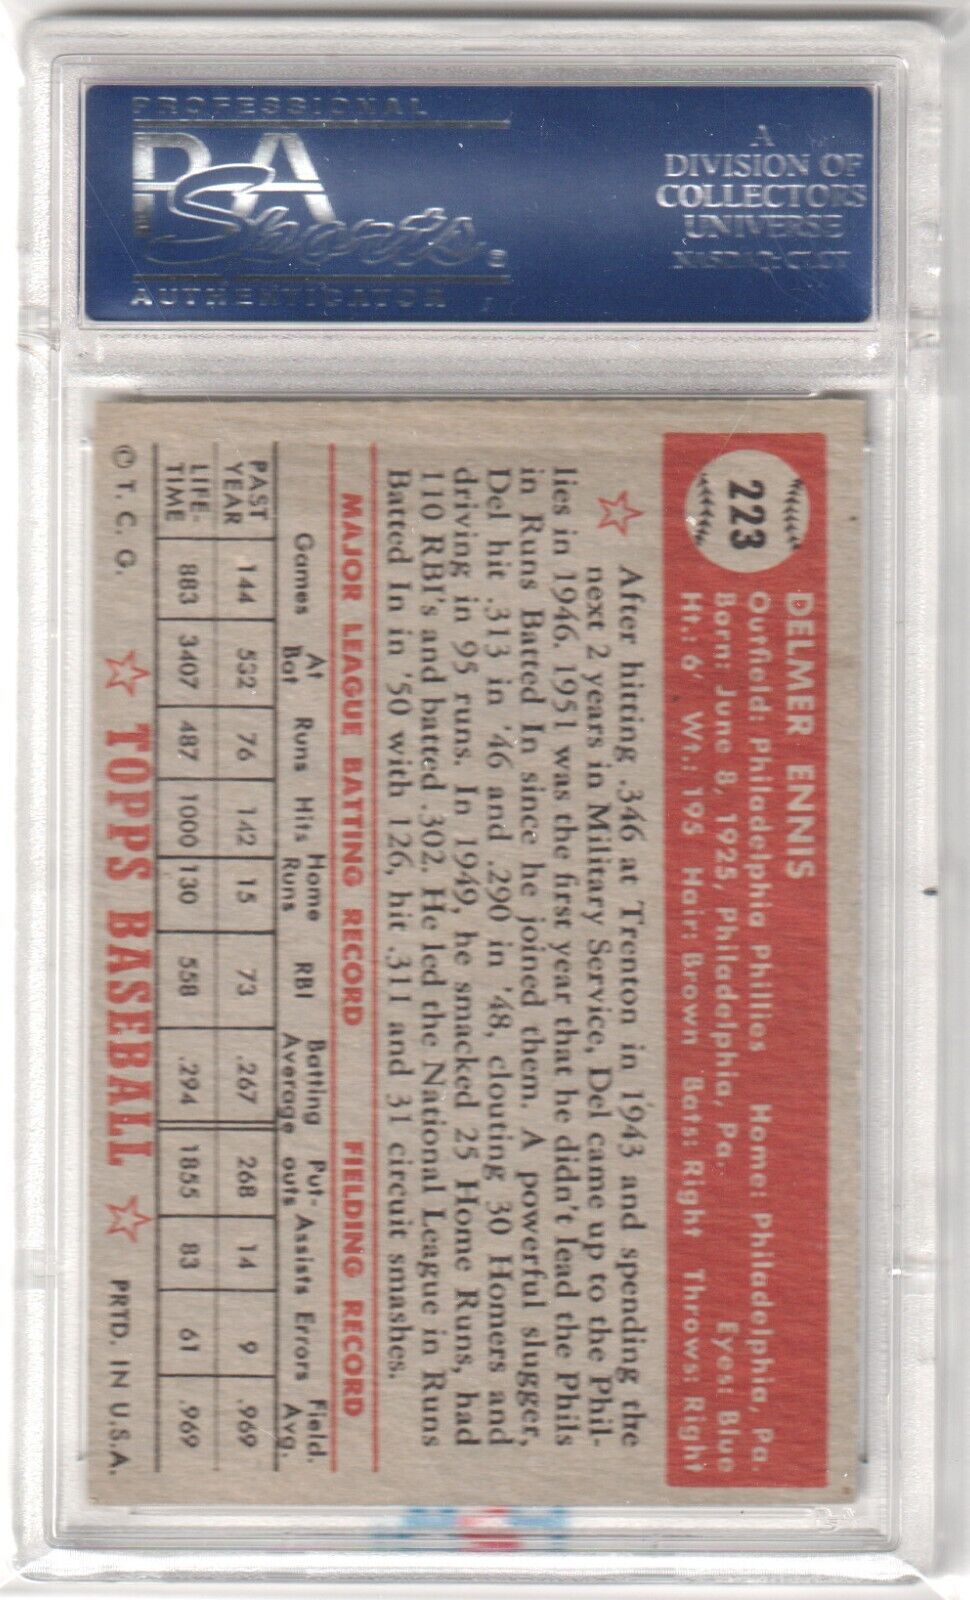 PROFESSIONAL
PSA
Sports ®
AUTHENTICATOR
A
DIVISION OF
COLLECTORS
UNIVERSE
NASDAQ: CLCT
223
DELMER ENNIS
Outfield: Philadelphia Phillies Home: Philadelphia, Pa.
Born: June 8, 1925, Philadelphia, Pa. Eyes: Blue
Ht.: 6' Wt.: 195 Hair: Brown Bats: Right Throws: Right
After hitting .346 at Trenton in 1943 and spending the
next 2 years in Military Service, Del came up to the Phil-
lies in 1946. 1951 was the first year that he didn't lead the Phils
in Runs Batted In since he joined them. A powerful slugger,
Del hit .313 in '46 and .290 in '48, clouting 30 Homers and
driving in 95 runs. In 1949, he smacked 25 Home Runs, had
110 RBI's and batted .302. He led the National League in Runs
Batted In in '50 with 126, hit .311 and 31 circuit smashes.
MAJOR LEAGUE BATTING RECORD FIELDING RECORD
Games At Bat Runs Hits Home Runs RBI Batting Average Put-outs Assists Errors Field. Avg.
PAST YEAR 144 532 76 142 15 73 .267 268 14 9 .969
LIFE-TIME 883 3407 487 1000 130 558 .294 1855 83 61 .969
© T. C. G. TOPPS BASEBALL PRTD. IN U.S.A.